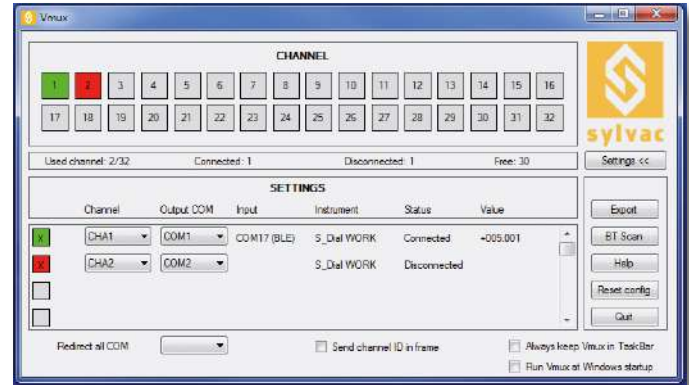 Vmux
CHANNEL
1 2 3 4 5 6 7 8 9 10 11 12 13 14 15 16
17 18 19 20 21 22 23 24 25 26 27 28 29 30 31 32
sylvac
Used channel: 2/32 Connected: 1 Disconnected: 1 Free: 30 Settings <<
SETTINGS
Channel Output COM Input Instrument Status Value
X CHA1 COM1 COM17 (BLE) S_Dial WORK Connected +005.001
X CHA2 COM2 S_Dial WORK Disconnected
Export
BT Scan
Help
Reset config
Quit
Redirect all COM Send channel ID in frame Always keep Vmux in TaskBar
Run Vmux at Windows startup